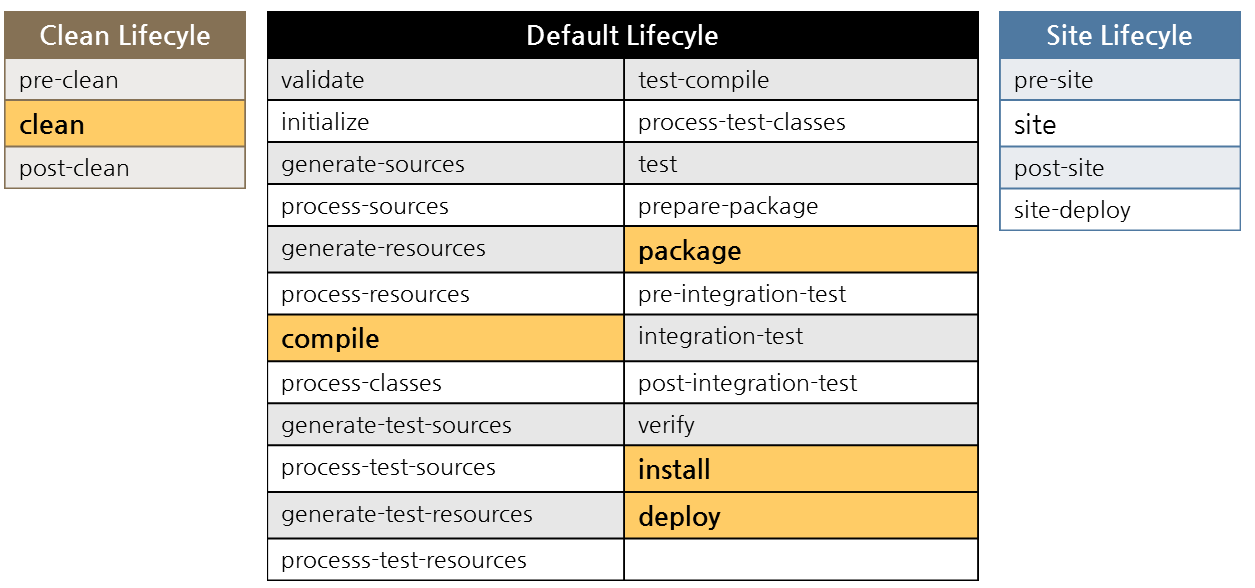 Clean Lifecyle
pre-clean
clean
post-clean
Default Lifecyle
validate
initialize
generate-sources
process-sources
generate-resources
process-resources
compile
process-classes
generate-test-sources
process-test-sources
generate-test-resources
processs-test-resources
test-compile
process-test-classes
test
prepare-package
package
pre-integration-test
integration-test
post-integration-test
verify
install
deploy
Site Lifecyle
pre-site
site
post-site
site-deploy